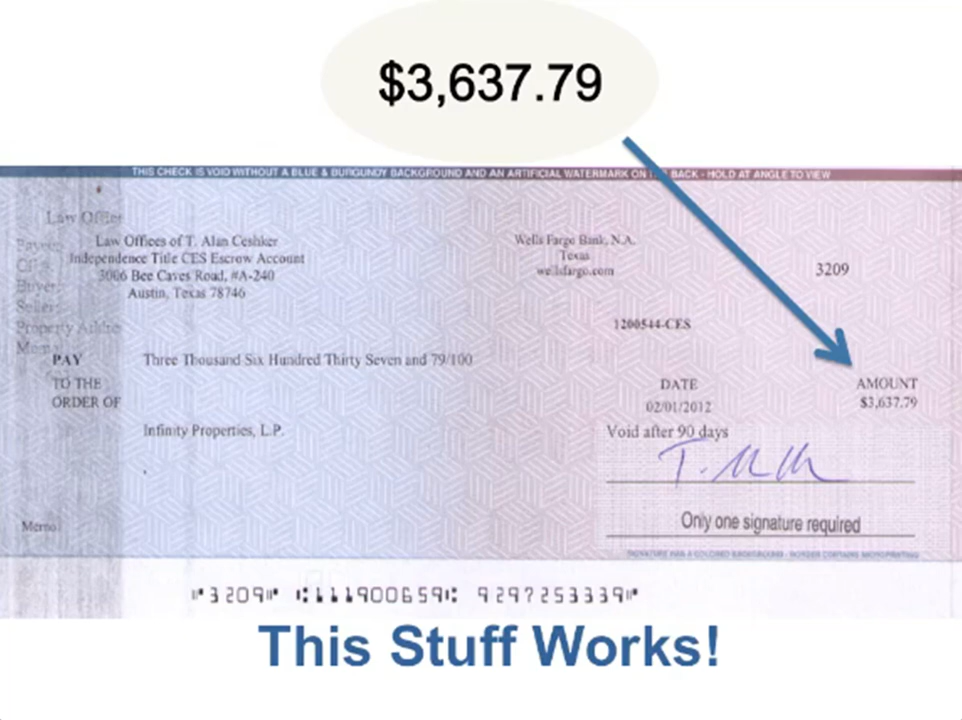 $3,637.79
THIS CHECK IS VOID WITHOUT A BLUE & BURGUNDY BACKGROUND AND AN ARTIFICIAL WATERMARK ON BACK - HOLD AT ANGLE TO VIEW
Law Offices of T. Alan Ceshker
Independence Title CES Escrow Account
3006 Bee Caves Road, #A-240
Austin, Texas 78746
Wells Fargo Bank, N.A.
Texas
wellsfargo.com
3209
1200544-CES
PAY
Three Thousand Six Hundred Thirty Seven and 79/100
TO THE
ORDER OF
DATE
AMOUNT
02/01/2012
$3,637.79
Infinity Properties, L.P.
Void after 90 days
Memo
Only one signature required
⑈3209⑈ ⑆111900659⑆ 9297253339⑈
This Stuff Works!